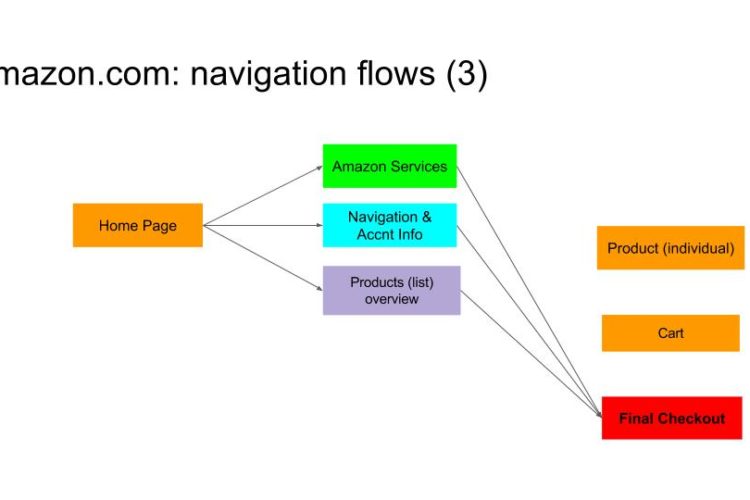 mazon.com: navigation flows (3)
Amazon Services
Home Page
Navigation &
Accnt Info
Product (individual)
Products (list)
overview
Cart
Final Checkout